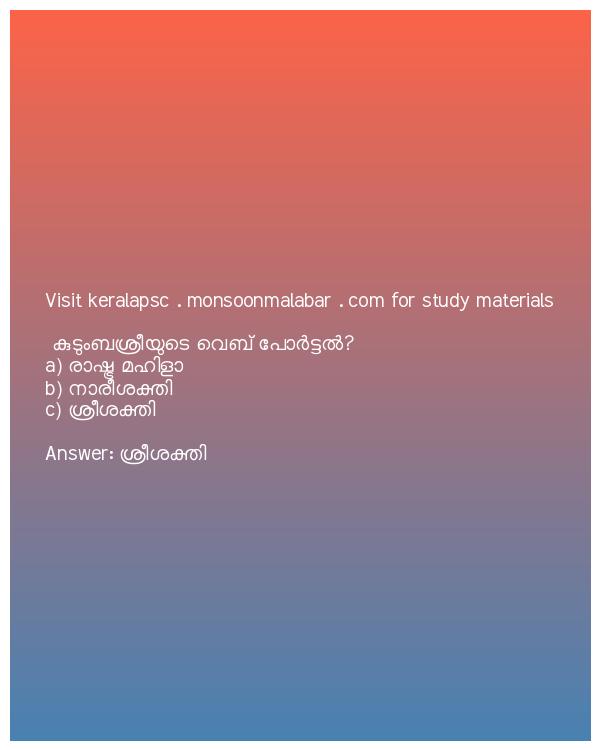 Visit keralapsc . monsoonmalabar . com for study materials
കുടുംബശ്രീയുടെ വെബ് പോർട്ടൽ?
a) രാഷ്ട്ര മഹിളാ
b) നാരീശക്തി
c) ശ്രീശക്തി
Answer: ശ്രീശക്തി